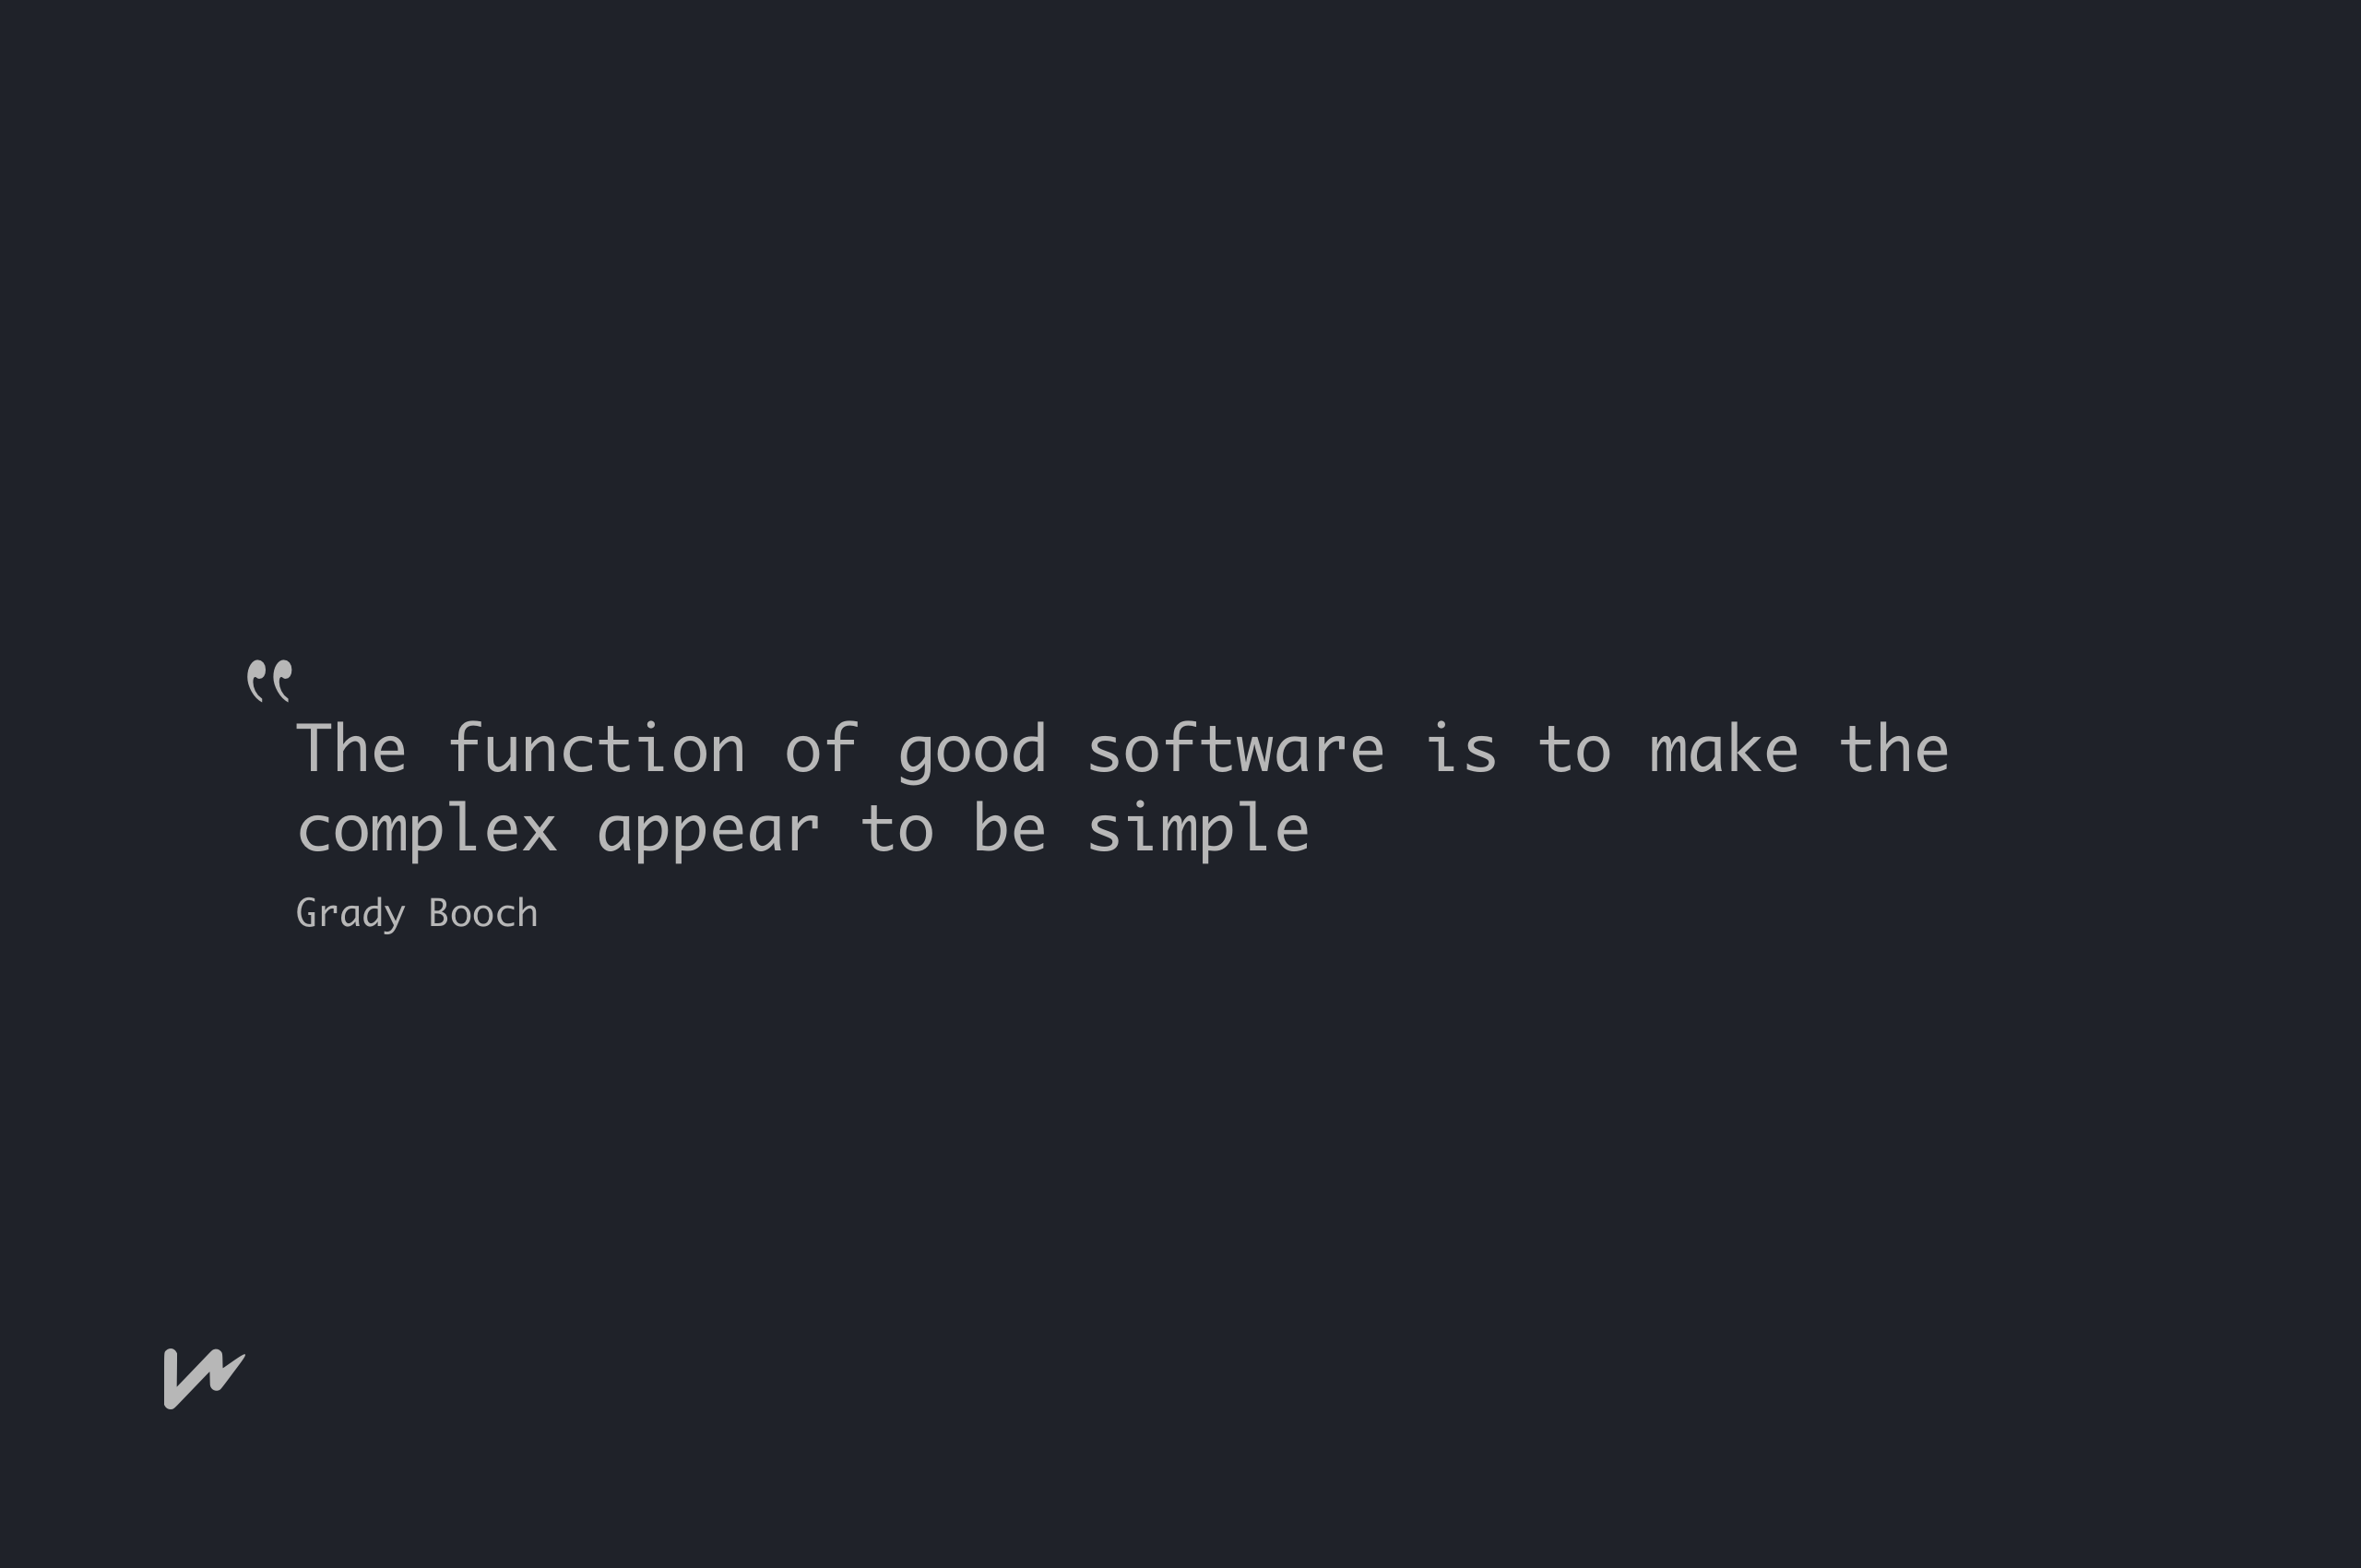 “
The function of good software is to make the
complex appear to be simple
Grady Booch